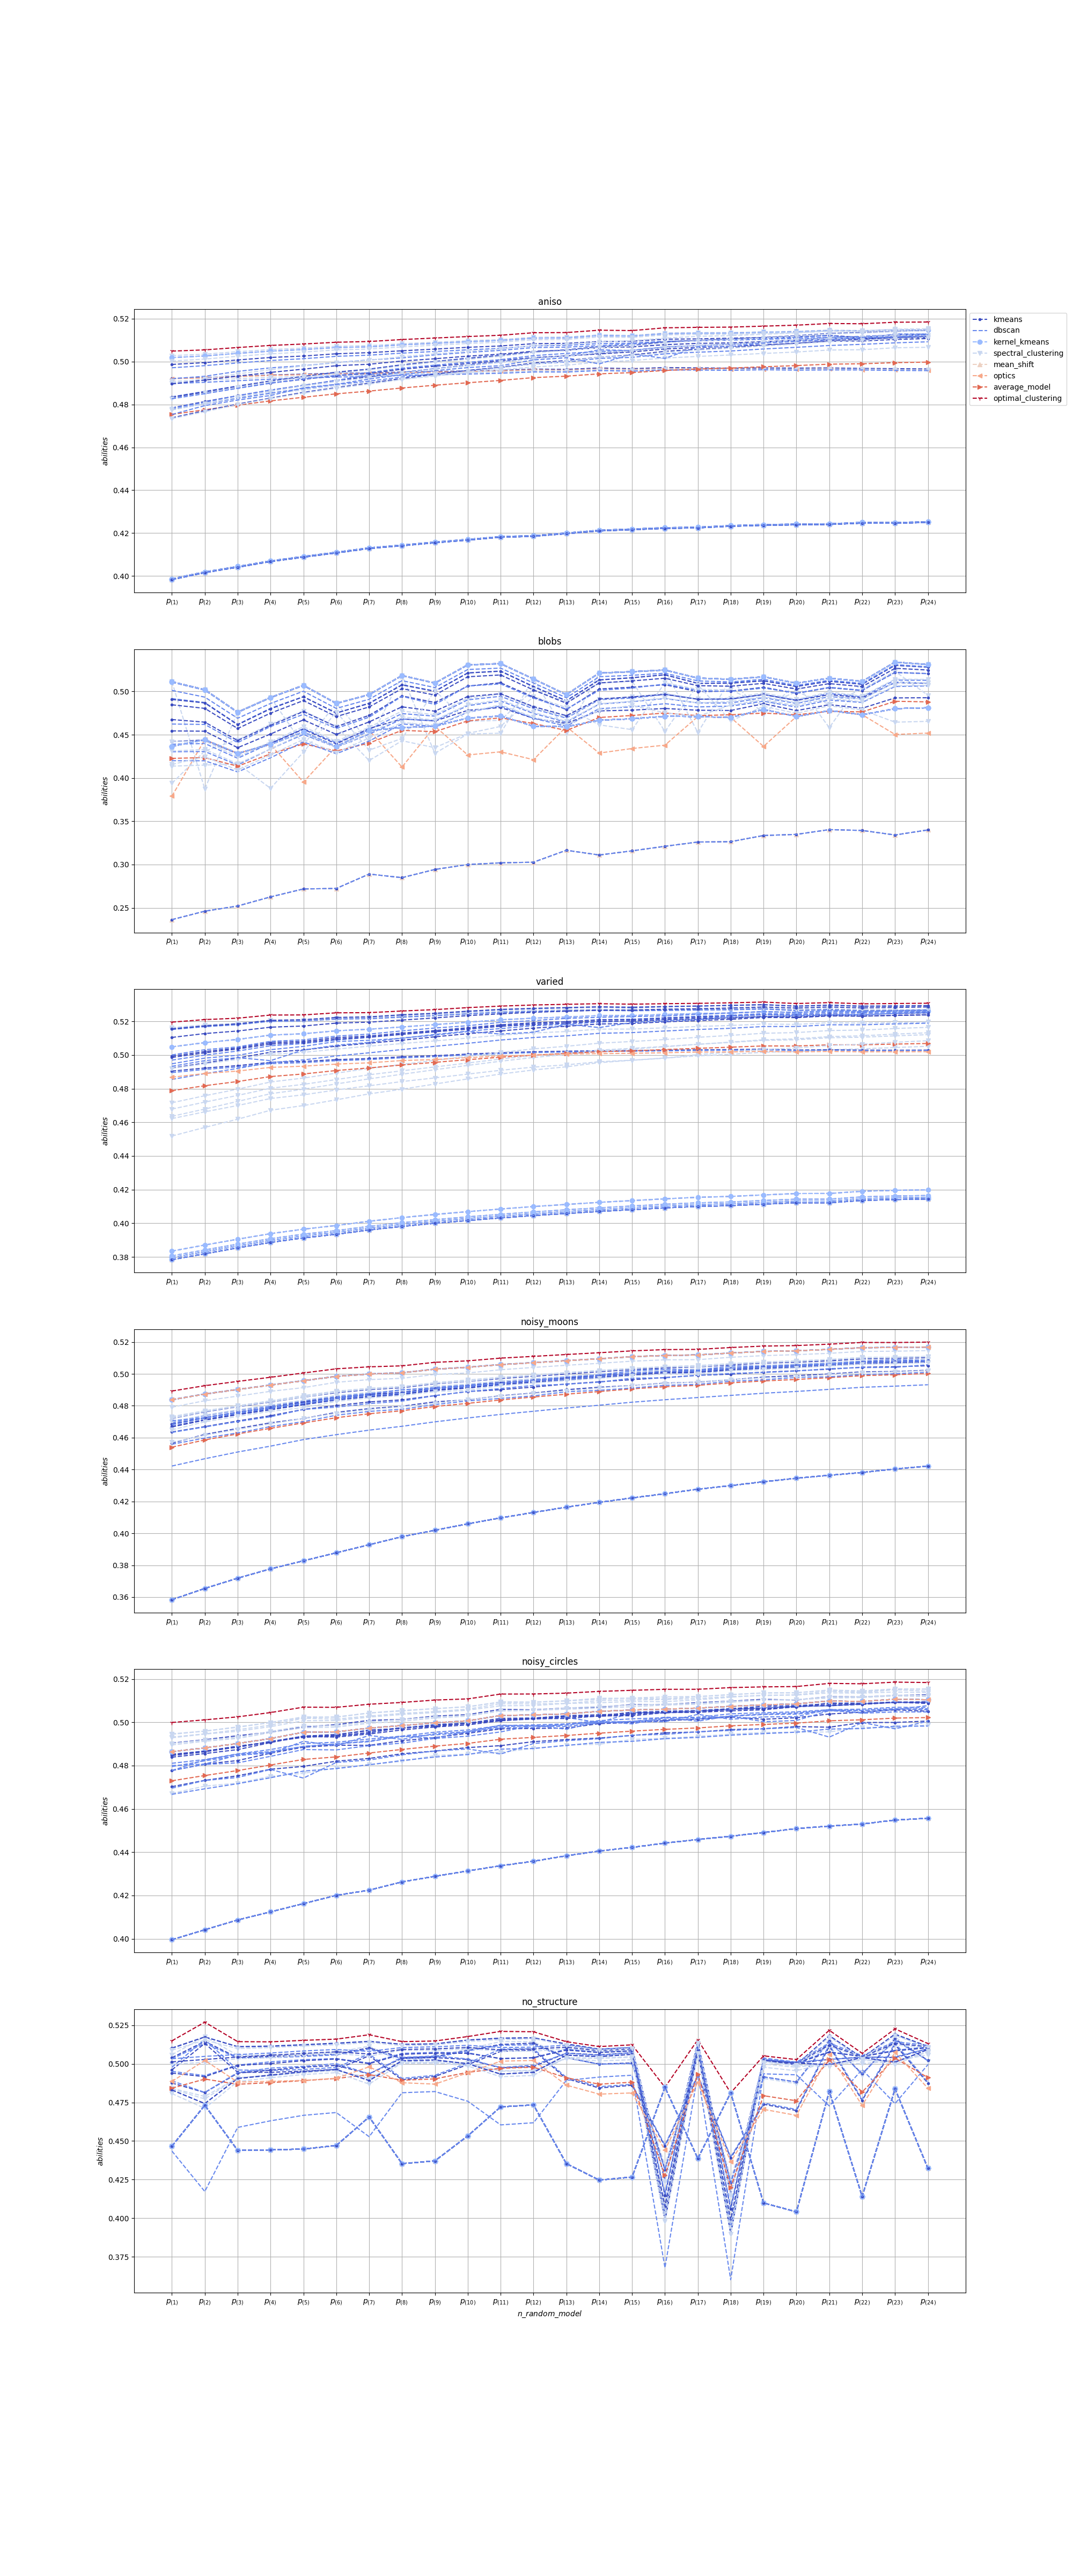 aniso
0.52
0.50
0.48
0.46
0.44
0.42
0.40
abilities
p(1) p(2) p(3) p(4) p(5) p(6) p(7) p(8) p(9) p(10) p(11) p(12) p(13) p(14) p(15) p(16) p(17) p(18) p(19) p(20) p(21) p(22) p(23) p(24)
kmeans
dbscan
kernel_kmeans
spectral_clustering
mean_shift
optics
average_model
optimal_clustering
blobs
0.50
0.45
0.40
0.35
0.30
0.25
abilities
p(1) p(2) p(3) p(4) p(5) p(6) p(7) p(8) p(9) p(10) p(11) p(12) p(13) p(14) p(15) p(16) p(17) p(18) p(19) p(20) p(21) p(22) p(23) p(24)
varied
0.52
0.50
0.48
0.46
0.44
0.42
0.40
0.38
abilities
p(1) p(2) p(3) p(4) p(5) p(6) p(7) p(8) p(9) p(10) p(11) p(12) p(13) p(14) p(15) p(16) p(17) p(18) p(19) p(20) p(21) p(22) p(23) p(24)
noisy_moons
0.52
0.50
0.48
0.46
0.44
0.42
0.40
0.38
0.36
abilities
p(1) p(2) p(3) p(4) p(5) p(6) p(7) p(8) p(9) p(10) p(11) p(12) p(13) p(14) p(15) p(16) p(17) p(18) p(19) p(20) p(21) p(22) p(23) p(24)
noisy_circles
0.52
0.50
0.48
0.46
0.44
0.42
0.40
abilities
p(1) p(2) p(3) p(4) p(5) p(6) p(7) p(8) p(9) p(10) p(11) p(12) p(13) p(14) p(15) p(16) p(17) p(18) p(19) p(20) p(21) p(22) p(23) p(24)
no_structure
0.525
0.500
0.475
0.450
0.425
0.400
0.375
abilities
p(1) p(2) p(3) p(4) p(5) p(6) p(7) p(8) p(9) p(10) p(11) p(12) p(13) p(14) p(15) p(16) p(17) p(18) p(19) p(20) p(21) p(22) p(23) p(24)
n_random_model